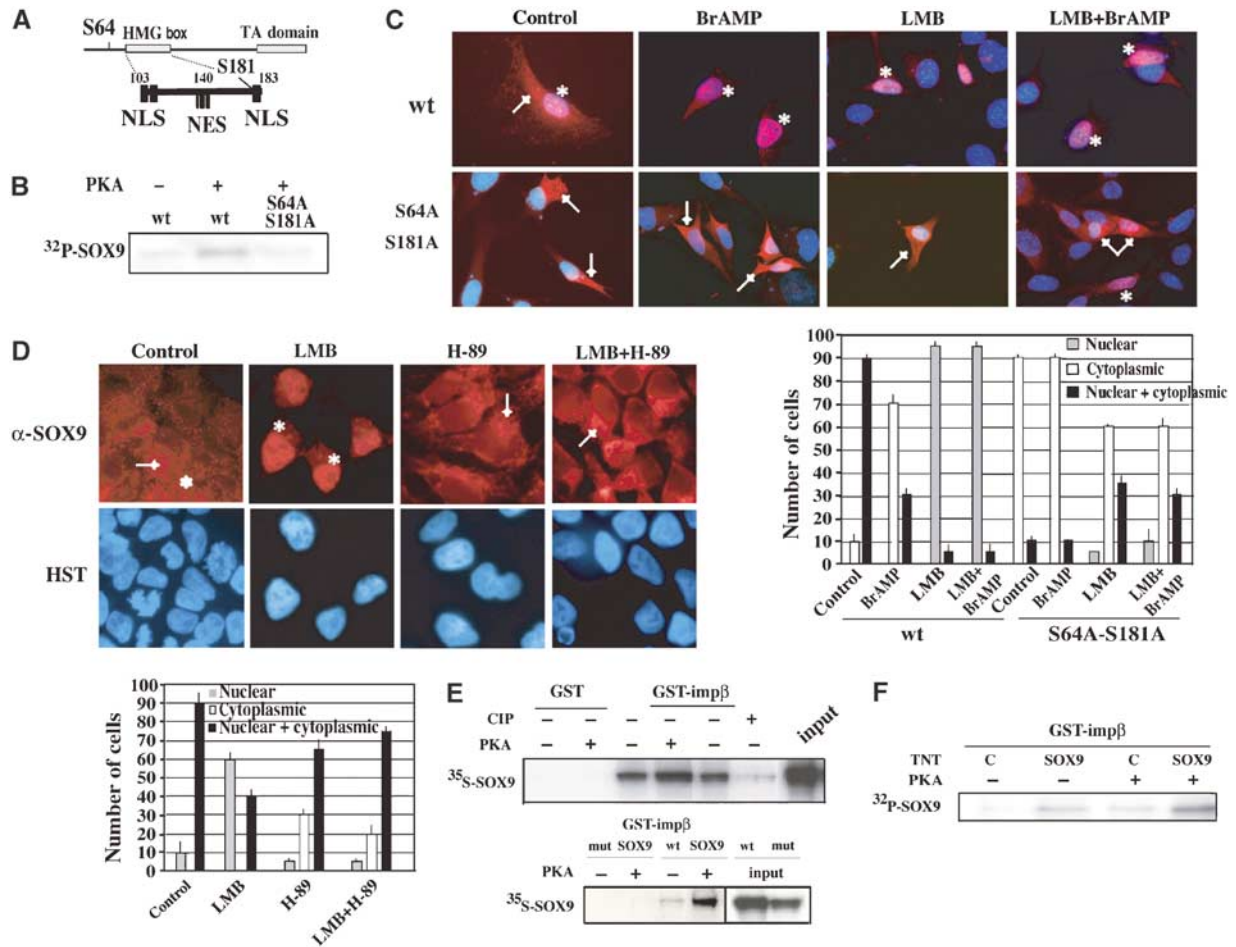 A
S64
HMG box
TA domain
S181
103
140
183
NLS
NES
NLS
B
PKA − + +
wt wt S64A S181A
32P-SOX9
C
Control BrAMP LMB LMB+BrAMP
wt
S64A
S181A
100
90
80
70
60
50
40
30
20
10
0
Number of cells
Nuclear
Cytoplasmic
Nuclear + cytoplasmic
Control BrAMP LMB LMB+ BrAMP Control BrAMP LMB LMB+ BrAMP
wt S64A-S181A
D
Control LMB H-89 LMB+H-89
α-SOX9
HST
100
90
80
70
60
50
40
30
20
10
0
Number of cells
Nuclear
Cytoplasmic
Nuclear + cytoplasmic
Control LMB H-89 LMB+H-89
E
GST GST-impβ
CIP − − − − − + input
PKA − + − + − −
35S-SOX9
GST-impβ
mut SOX9 wt SOX9 wt mut
PKA − + − + input
35S-SOX9
F
GST-impβ
TNT C SOX9 C SOX9
PKA − − + +
32P-SOX9